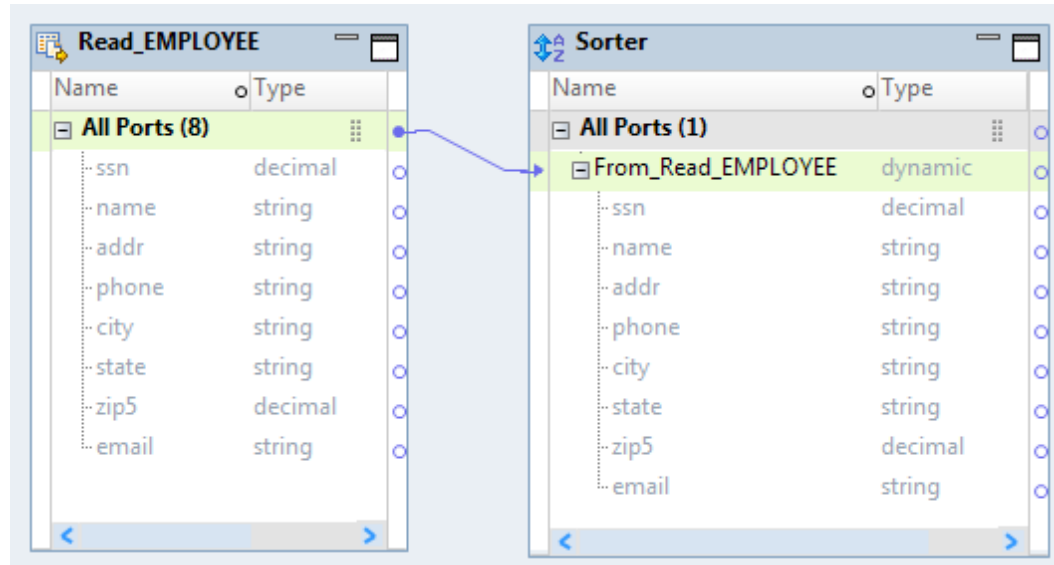 Read_EMPLOYEE
Name Type
All Ports (8)
ssn decimal
name string
addr string
phone string
city string
state string
zip5 decimal
email string
Sorter
Name Type
All Ports (1)
From_Read_EMPLOYEE dynamic
ssn decimal
name string
addr string
phone string
city string
state string
zip5 decimal
email string